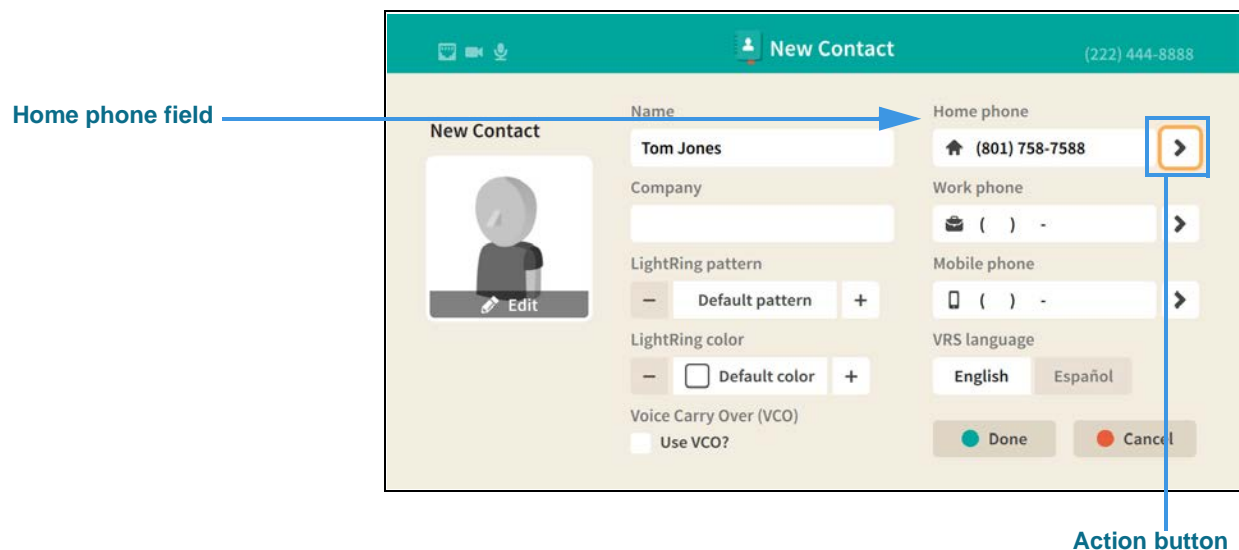 New Contact
(222) 444-8888
Home phone field
New Contact
Edit
Name
Tom Jones
Company
LightRing pattern
− Default pattern +
LightRing color
− Default color +
Voice Carry Over (VCO)
Use VCO?
Home phone
(801) 758-7588
Work phone
( ) -
Mobile phone
( ) -
VRS language
English Español
Done Cancel
Action button